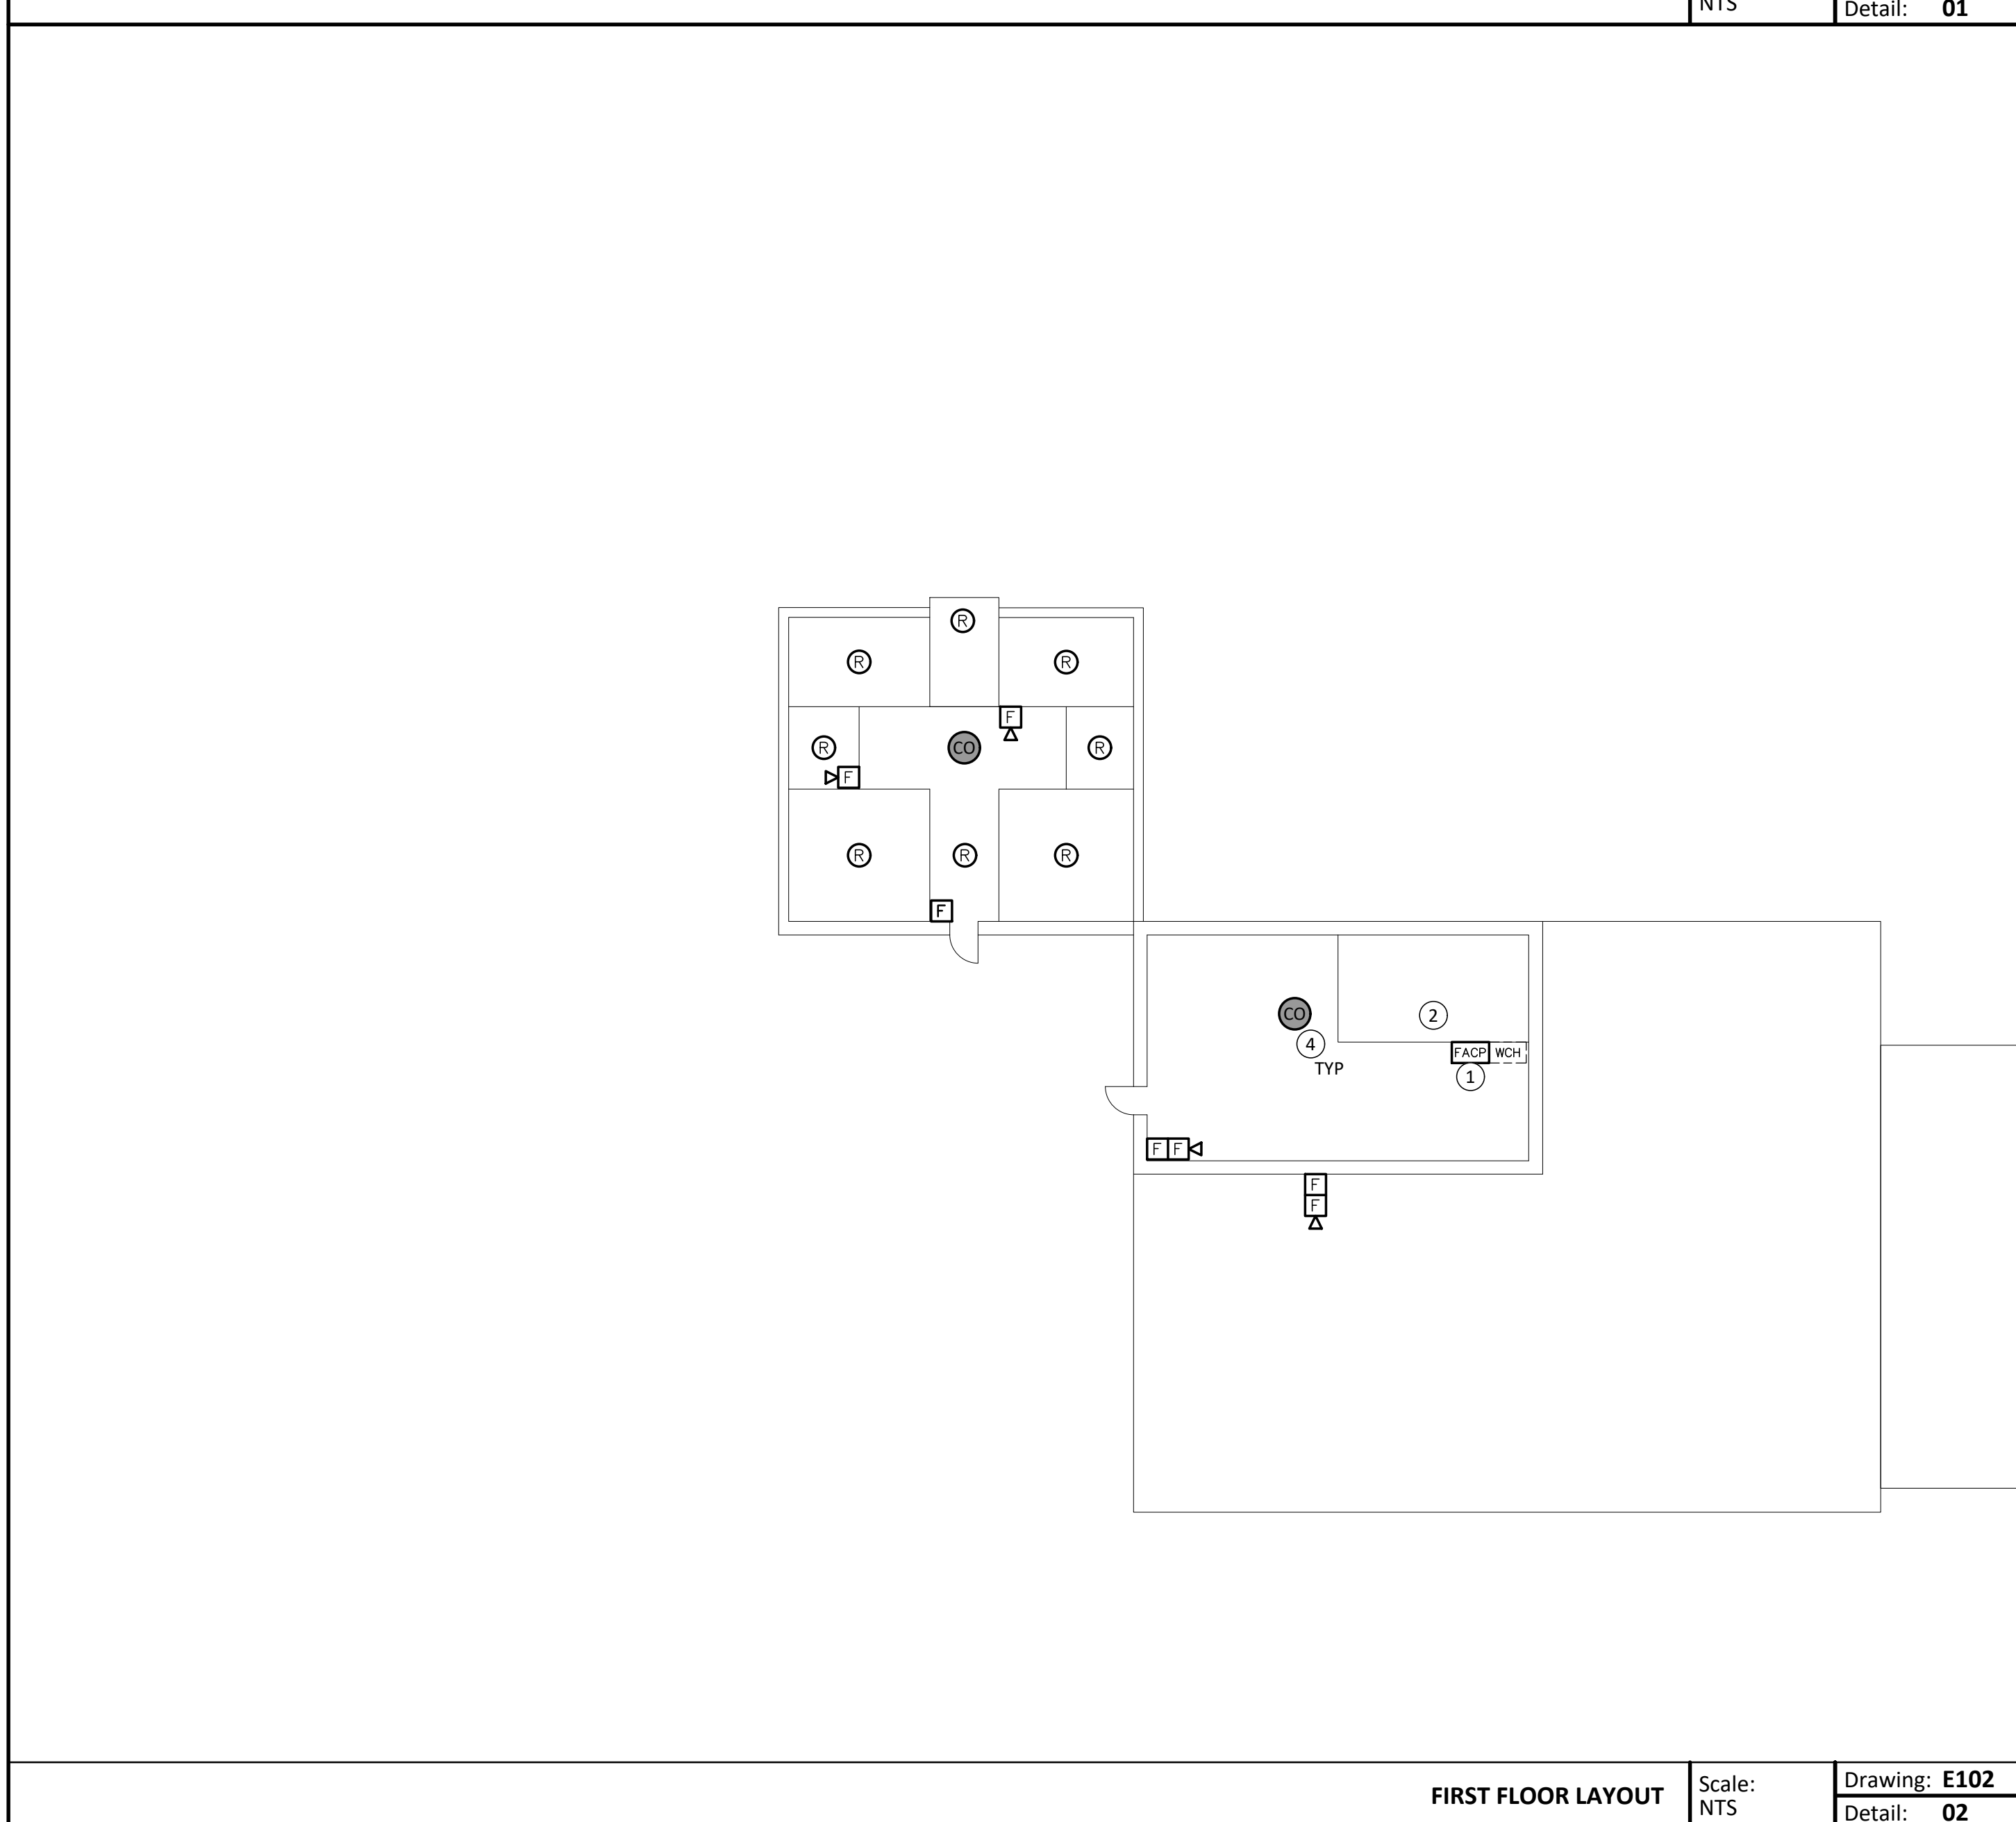 NTS
Detail: 01
R
R R
F
R CO R
F
R R R
F
CO 2
4 FACP WCH
TYP 1
F F
F
F
FIRST FLOOR LAYOUT
Scale:
NTS
Drawing: E102
Detail: 02